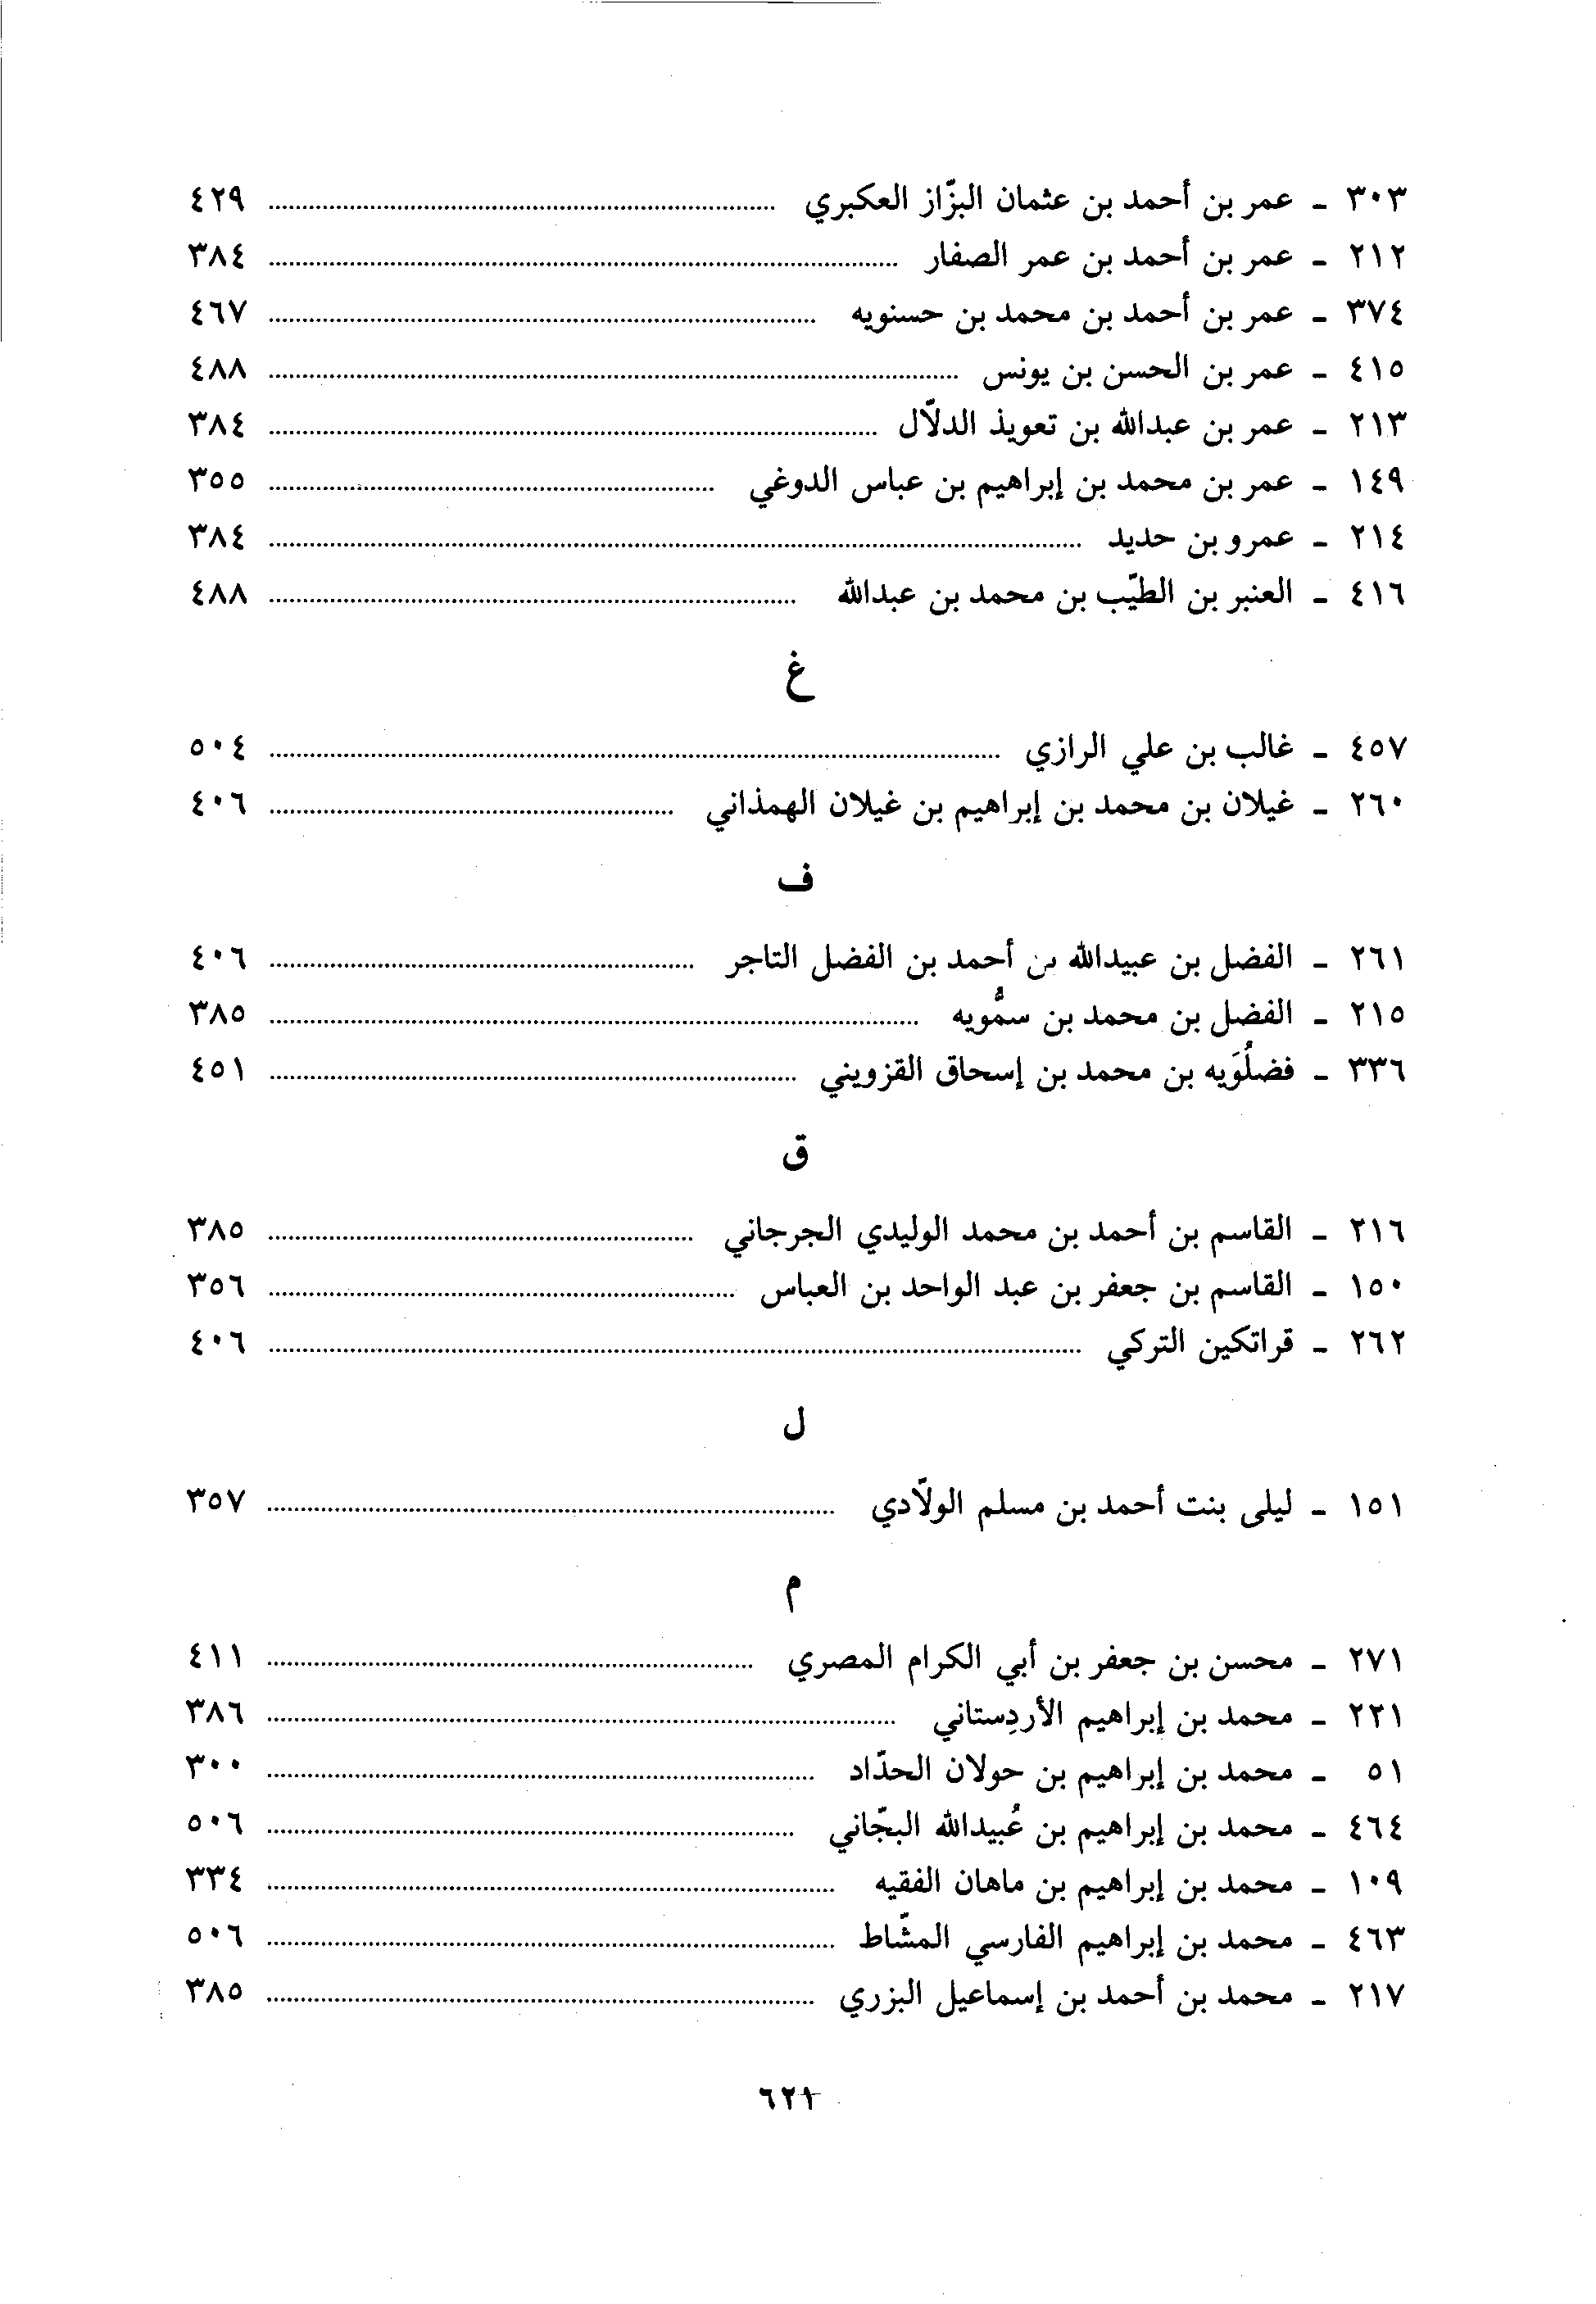 ٣٠٣ - عمر بن أحمد بن عثمان البزّاز العكبري ........ ٤٢٩
٢١٢ - عمر بن أحمد بن عمر الصفار ........ ٣٨٤
٣٧٤ - عمر بن أحمد بن محمد بن حسنويه ........ ٤٦٧
٤١٥ - عمر بن الحسن بن يونس ........ ٤٨٨
٢١٣ - عمر بن عبدالله بن تعويذ الدلاّل ........ ٣٨٤
١٤٩ - عمر بن محمد بن إبراهيم بن عباس الدوغي ........ ٣٥٥
٢١٤ - عمرو بن حديد ........ ٣٨٤
٤١٦ - العنبر بن الطيّب بن محمد بن عبدالله ........ ٤٨٨
غ
٤٥٧ - غالب بن علي الرازي ........ ٥٠٤
٢٦٠ - غيلان بن محمد بن إبراهيم بن غيلان الهمذاني ........ ٤٠٦
ف
٢٦١ - الفضل بن عبيدالله بن أحمد بن الفضل التاجر ........ ٤٠٦
٢١٥ - الفضل بن محمد بن سمُّويه ........ ٣٨٥
٣٣٦ - فضلُوَيه بن محمد بن إسحاق القزويني ........ ٤٥١
ق
٢١٦ - القاسم بن أحمد بن محمد الوليدي الجرجاني ........ ٣٨٥
١٥٠ - القاسم بن جعفر بن عبد الواحد بن العباس ........ ٣٥٦
٢٦٢ - قراتكين التركي ........ ٤٠٦
ل
١٥١ - ليلى بنت أحمد بن مسلم الولاّدي ........ ٣٥٧
م
٢٧١ - محسن بن جعفر بن أبي الكرام المصري ........ ٤١١
٢٢١ - محمد بن إبراهيم الأردِستاني ........ ٣٨٦
٥١ - محمد بن إبراهيم بن حولان الحدّاد ........ ٣٠٠
٤٦٤ - محمد بن إبراهيم بن عُبيدالله البجّاني ........ ٥٠٦
١٠٩ - محمد بن إبراهيم بن ماهان الفقيه ........ ٣٣٤
٤٦٣ - محمد بن إبراهيم الفارسي المشّاط ........ ٥٠٦
٢١٧ - محمد بن أحمد بن إسماعيل البزري ........ ٣٨٥
٦٢١